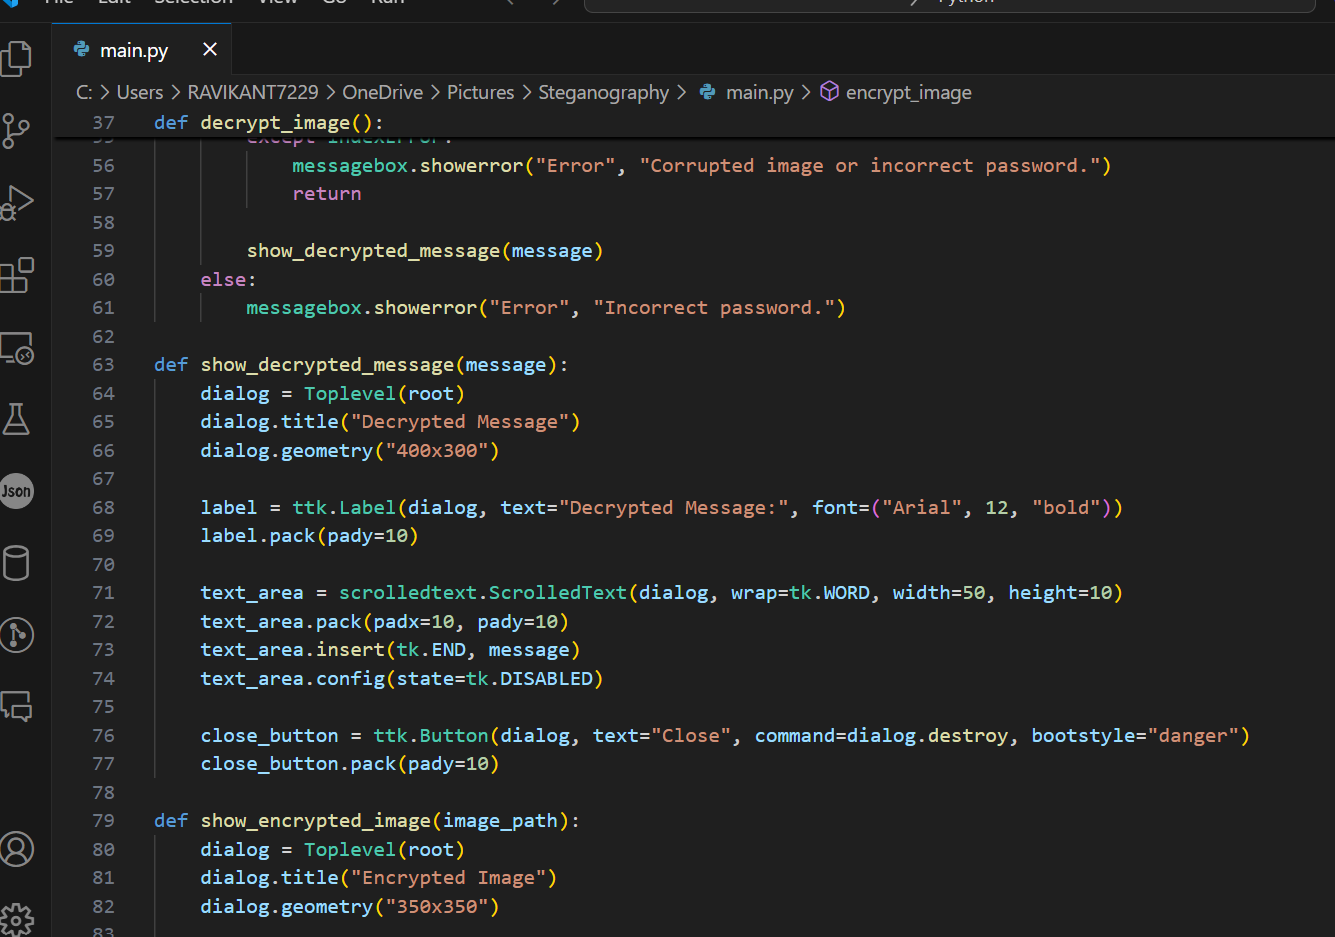 File Edit Selection View Go Run Python
main.py
C: > Users > RAVIKANT7229 > OneDrive > Pictures > Steganography > main.py > encrypt_image
37 def decrypt_image():
55 except IndexError:
56 messagebox.showerror("Error", "Corrupted image or incorrect password.")
57 return
58
59 show_decrypted_message(message)
60 else:
61 messagebox.showerror("Error", "Incorrect password.")
62
63 def show_decrypted_message(message):
64 dialog = Toplevel(root)
65 dialog.title("Decrypted Message")
66 dialog.geometry("400x300")
67
68 label = ttk.Label(dialog, text="Decrypted Message:", font=("Arial", 12, "bold"))
69 label.pack(pady=10)
70
71 text_area = scrolledtext.ScrolledText(dialog, wrap=tk.WORD, width=50, height=10)
72 text_area.pack(padx=10, pady=10)
73 text_area.insert(tk.END, message)
74 text_area.config(state=tk.DISABLED)
75
76 close_button = ttk.Button(dialog, text="Close", command=dialog.destroy, bootstyle="danger")
77 close_button.pack(pady=10)
78
79 def show_encrypted_image(image_path):
80 dialog = Toplevel(root)
81 dialog.title("Encrypted Image")
82 dialog.geometry("350x350")
83
Json